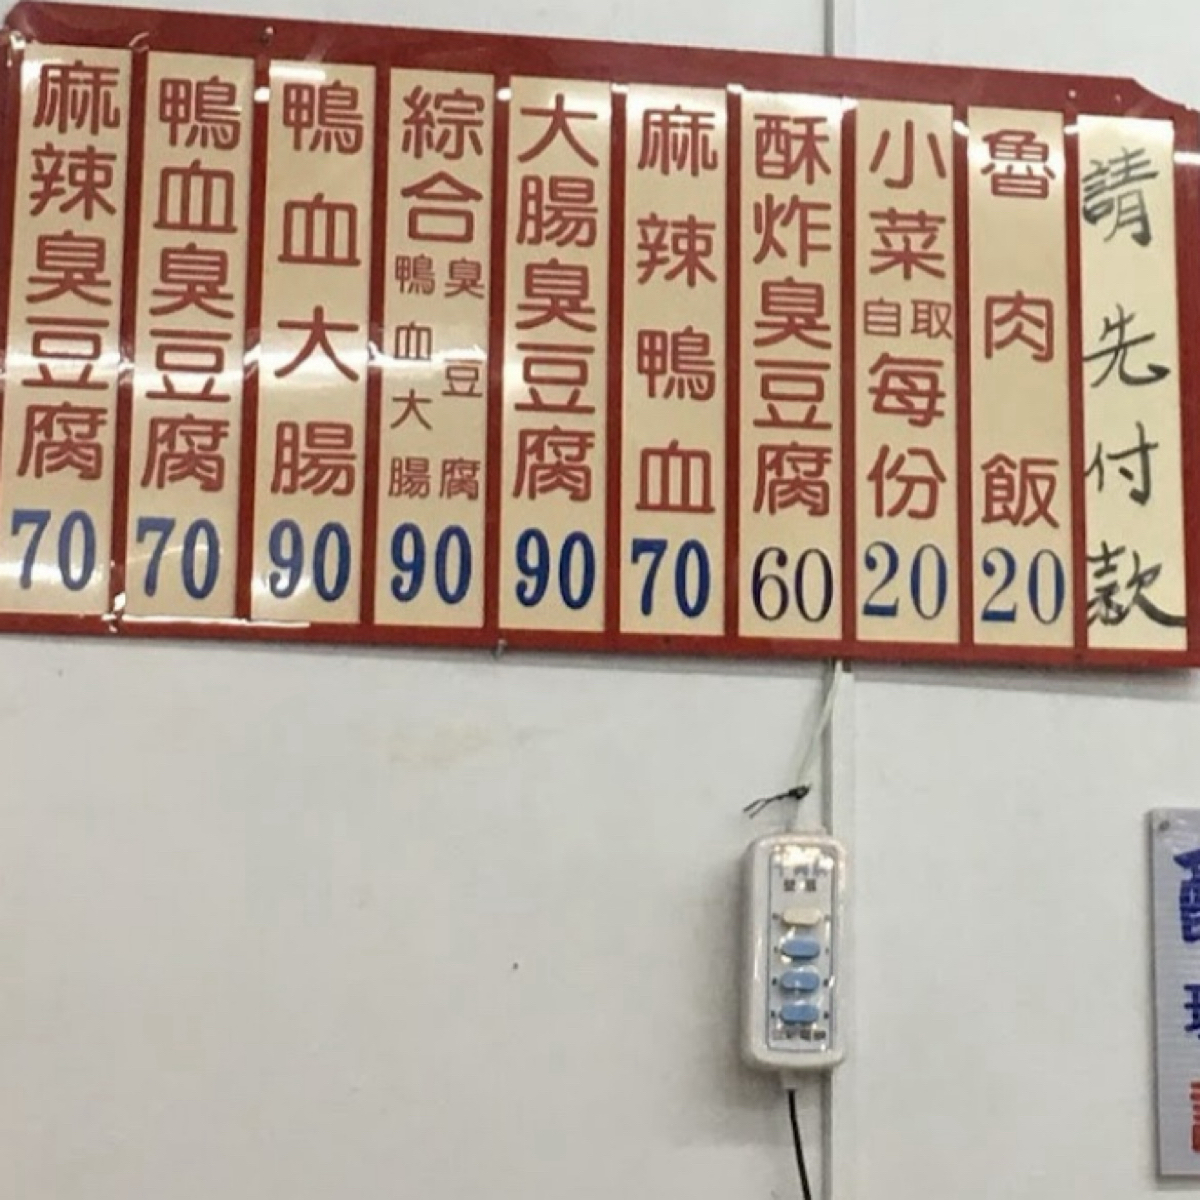 請先付款
魯肉飯 20
小菜自取每份 20
酥炸臭豆腐 60
麻辣鴨血 70
大腸臭豆腐 90
綜合臭豆腐鴨血大腸 90
鴨血大腸 90
鴨血臭豆腐 70
麻辣臭豆腐 70